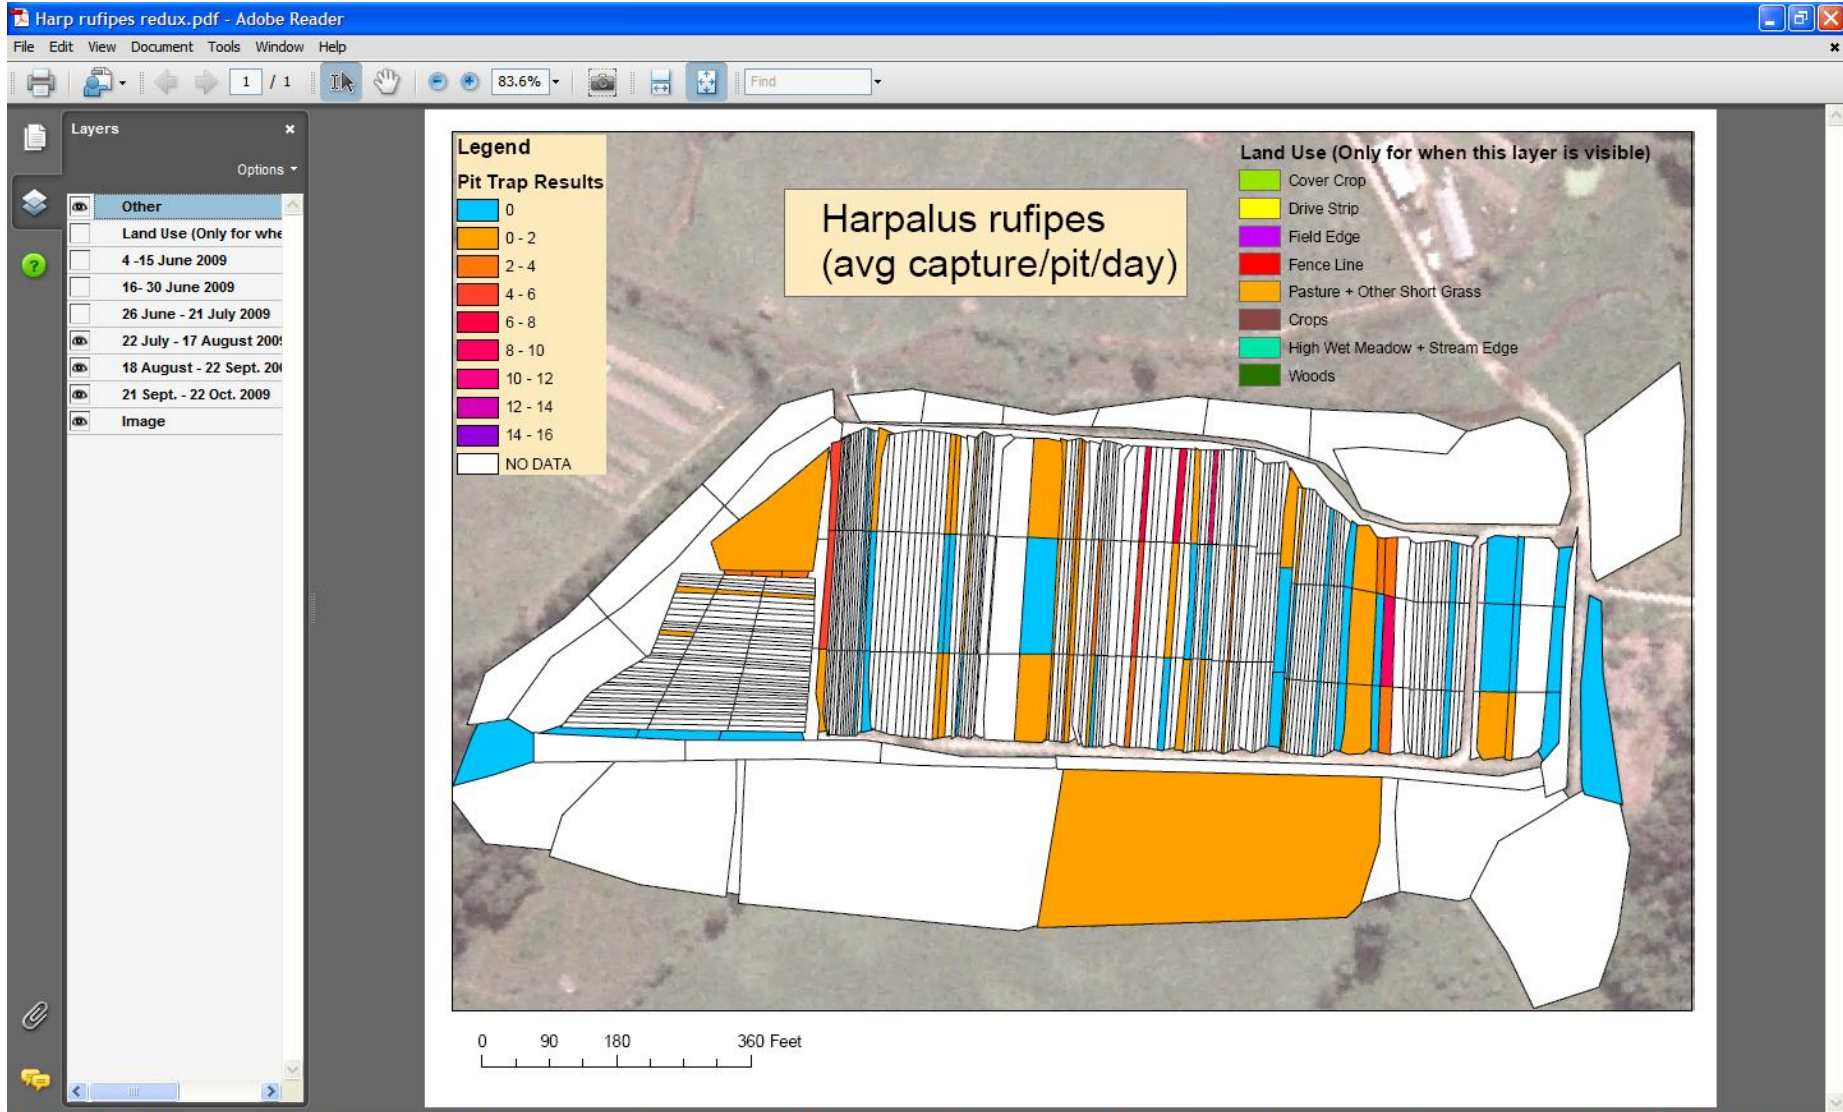 Harp rufipes redux.pdf - Adobe Reader
File Edit View Document Tools Window Help
1 / 1 83.6% Find
Layers
Options
Other
Land Use (Only for whe
4 -15 June 2009
16- 30 June 2009
26 June - 21 July 2009
22 July - 17 August 2009
18 August - 22 Sept. 20
21 Sept. - 22 Oct. 2009
Image
Legend
Pit Trap Results
0
0 - 2
2 - 4
4 - 6
6 - 8
8 - 10
10 - 12
12 - 14
14 - 16
NO DATA
Harpalus rufipes
(avg capture/pit/day)
Land Use (Only for when this layer is visible)
Cover Crop
Drive Strip
Field Edge
Fence Line
Pasture + Other Short Grass
Crops
High Wet Meadow + Stream Edge
Woods
0 90 180 360 Feet